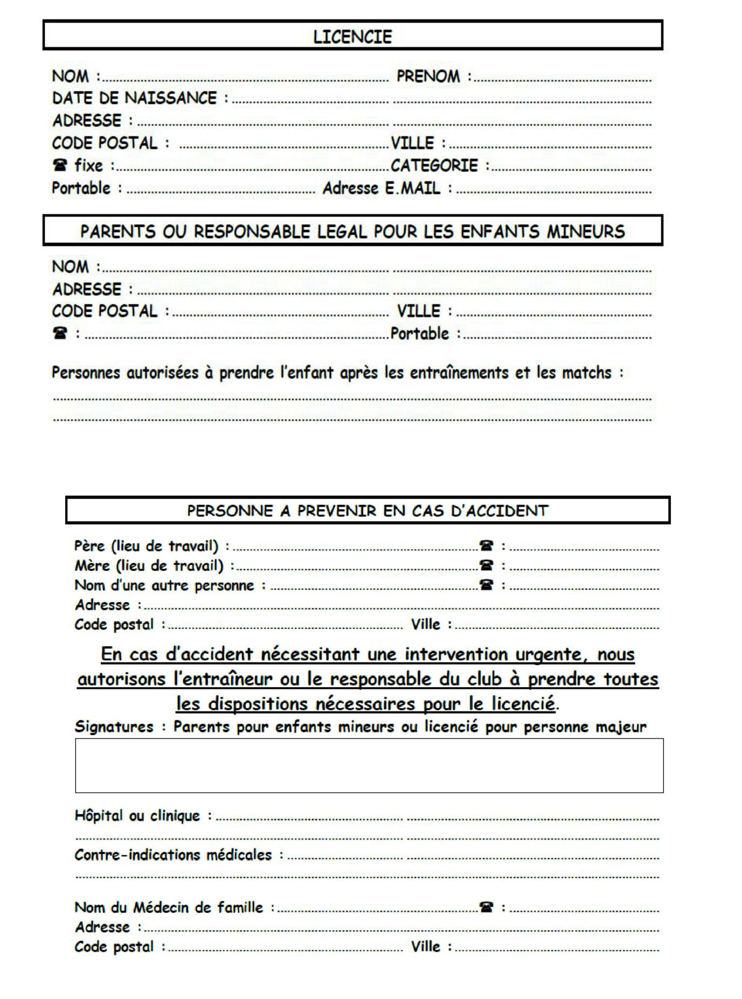 LICENCIE
NOM : PRENOM :
DATE DE NAISSANCE :
ADRESSE :
CODE POSTAL : VILLE :
☎ fixe : CATEGORIE :
Portable : Adresse E.MAIL :
PARENTS OU RESPONSABLE LEGAL POUR LES ENFANTS MINEURS
NOM :
ADRESSE :
CODE POSTAL : VILLE :
☎ : Portable :
Personnes autorisées à prendre l'enfant après les entraînements et les matchs :
PERSONNE A PREVENIR EN CAS D'ACCIDENT
Père (lieu de travail) : ☎ :
Mère (lieu de travail) : ☎ :
Nom d'une autre personne : ☎ :
Adresse :
Code postal : Ville :
En cas d'accident nécessitant une intervention urgente, nous
autorisons l'entraîneur ou le responsable du club à prendre toutes
les dispositions nécessaires pour le licencié.
Signatures : Parents pour enfants mineurs ou licencié pour personne majeur
Hôpital ou clinique :
Contre-indications médicales :
Nom du Médecin de famille : ☎ :
Adresse :
Code postal : Ville :